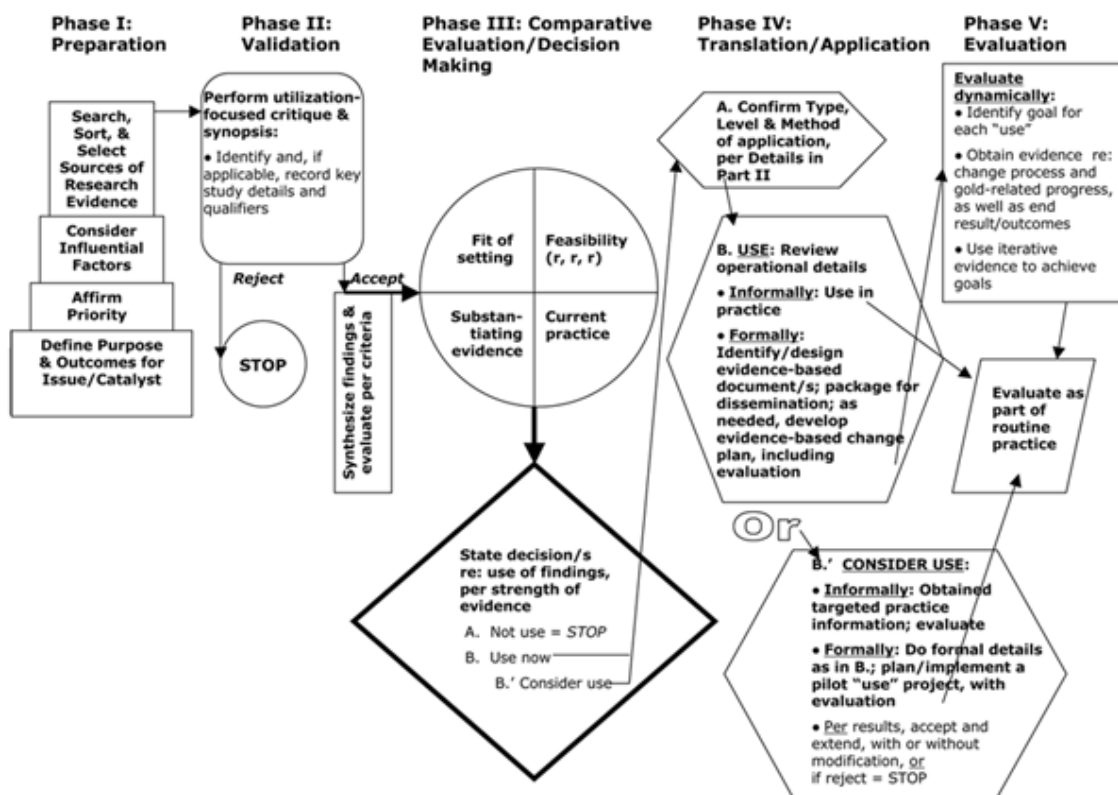 Phase I:
Preparation
Phase II:
Validation
Phase III: Comparative
Evaluation/Decision
Making
Phase IV:
Translation/Application
Phase V:
Evaluation
Search,
Sort, &
Select
Sources of
Research
Evidence
Consider
Influential
Factors
Affirm
Priority
Define Purpose
& Outcomes for
Issue/Catalyst
Perform utilization-
focused critique &
synopsis:
● Identify and, if
applicable, record key
study details and
qualifiers
Reject
Accept
STOP
Synthesize findings &
evaluate per criteria
Fit of
setting
Feasibility
(r, r, r)
Substan-
tiating
evidence
Current
practice
State decision/s
re: use of findings,
per strength of
evidence
A. Not use = STOP
B. Use now
B.' Consider use
A. Confirm Type,
Level & Method
of application,
per Details in
Part II
B. USE: Review
operational details
● Informally: Use in
practice
● Formally:
Identify/design
evidence-based
document/s; package for
dissemination; as
needed, develop
evidence-based change
plan, including
evaluation
Or
B.' CONSIDER USE:
● Informally: Obtained
targeted practice
information; evaluate
● Formally: Do formal details
as in B.; plan/implement a
pilot "use" project, with
evaluation
● Per results, accept and
extend, with or without
modification, or
if reject = STOP
Evaluate
dynamically:
● Identify goal for
each "use"
● Obtain evidence re:
change process and
gold-related progress,
as well as end
result/outcomes
● Use iterative
evidence to achieve
goals
Evaluate as
part of
routine
practice